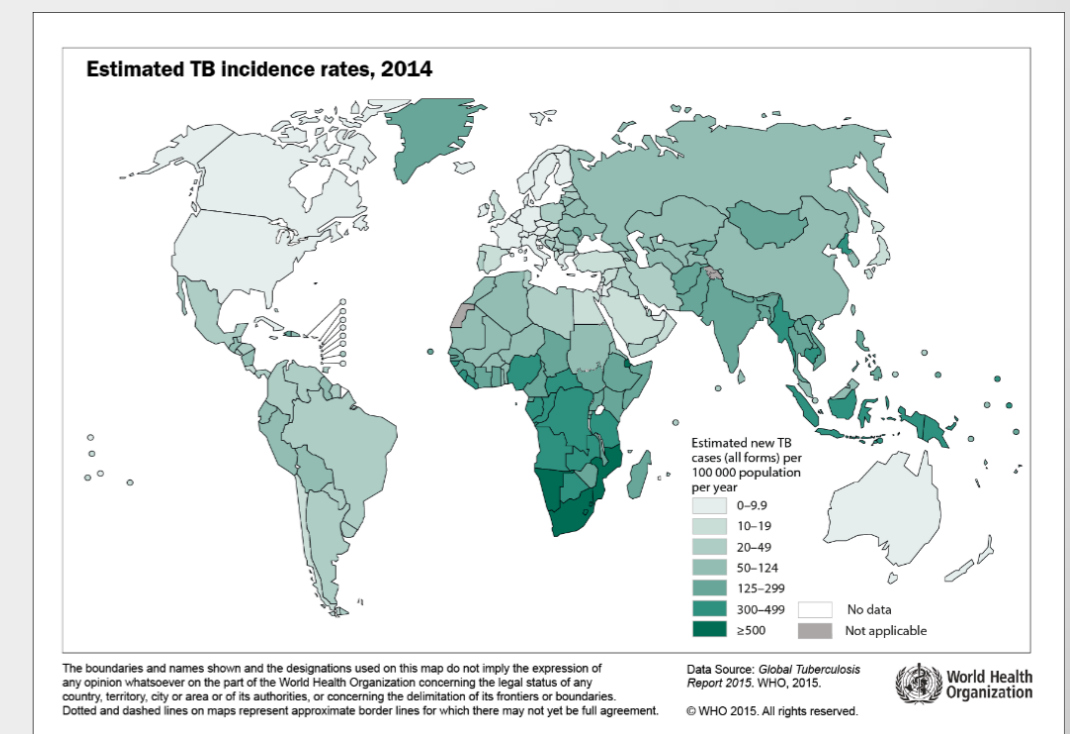 Estimated TB incidence rates, 2014
Estimated new TB
cases (all forms) per
100 000 population
per year
0–9.9
10–19
20–49
50–124
125–299
300–499
≥500
No data
Not applicable
The boundaries and names shown and the designations used on this map do not imply the expression of
any opinion whatsoever on the part of the World Health Organization concerning the legal status of any
country, territory, city or area or of its authorities, or concerning the delimitation of its frontiers or boundaries.
Dotted and dashed lines on maps represent approximate border lines for which there may not yet be full agreement.
Data Source: Global Tuberculosis
Report 2015. WHO, 2015.
© WHO 2015. All rights reserved.
World Health
Organization